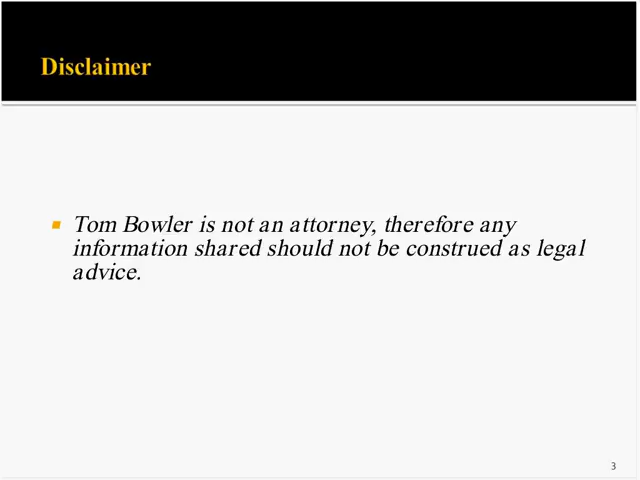 Disclaimer
Tom Bowler is not an attorney, therefore any
information shared should not be construed as legal
advice.
3